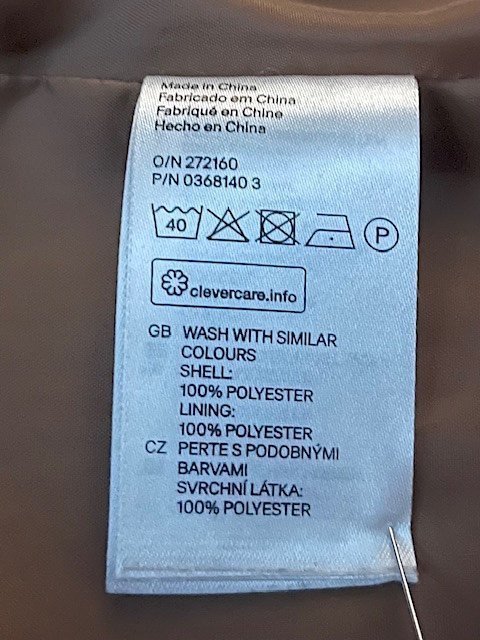 Made in China
Fabricado em China
Fabriqué en Chine
Hecho en China
O/N 272160
P/N 0368140 3
40 P
clevercare.info
GB WASH WITH SIMILAR
COLOURS
SHELL:
100% POLYESTER
LINING:
100% POLYESTER
CZ PERTE S PODOBNÝMI
BARVAMI
SVRCHNÍ LÁTKA:
100% POLYESTER